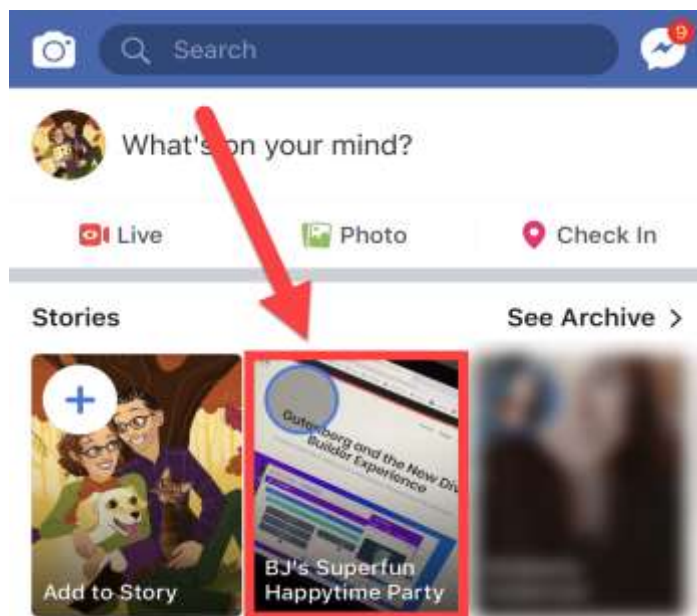 Search
9
What's on your mind?
Live
Photo
Check In
Stories
See Archive >
Add to Story
Gutenberg and the New Div
Builder Experience
BJ's Superfun
Happytime Party